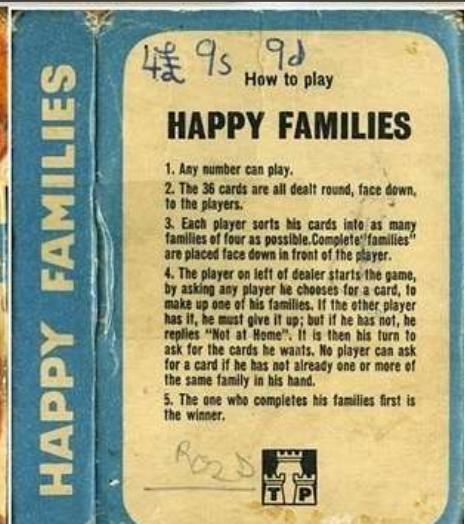 HAPPY FAMILIES
4£ 9s 9d
How to play
HAPPY FAMILIES
1. Any number can play.
2. The 36 cards are all dealt round, face down,
to the players.
3. Each player sorts his cards into as many
families of four as possible.Complete"families"
are placed face down in front of the player.
4. The player on left of dealer starts the game,
by asking any player he chooses for a card, to
make up one of his families. If the other player
has it, he must give it up; but if he has not, he
replies "Not at Home". It is then his turn to
ask for the cards he wants. No player can ask
for a card if he has not already one or more of
the same family in his hand.
5. The one who completes his families first is
the winner.
T P